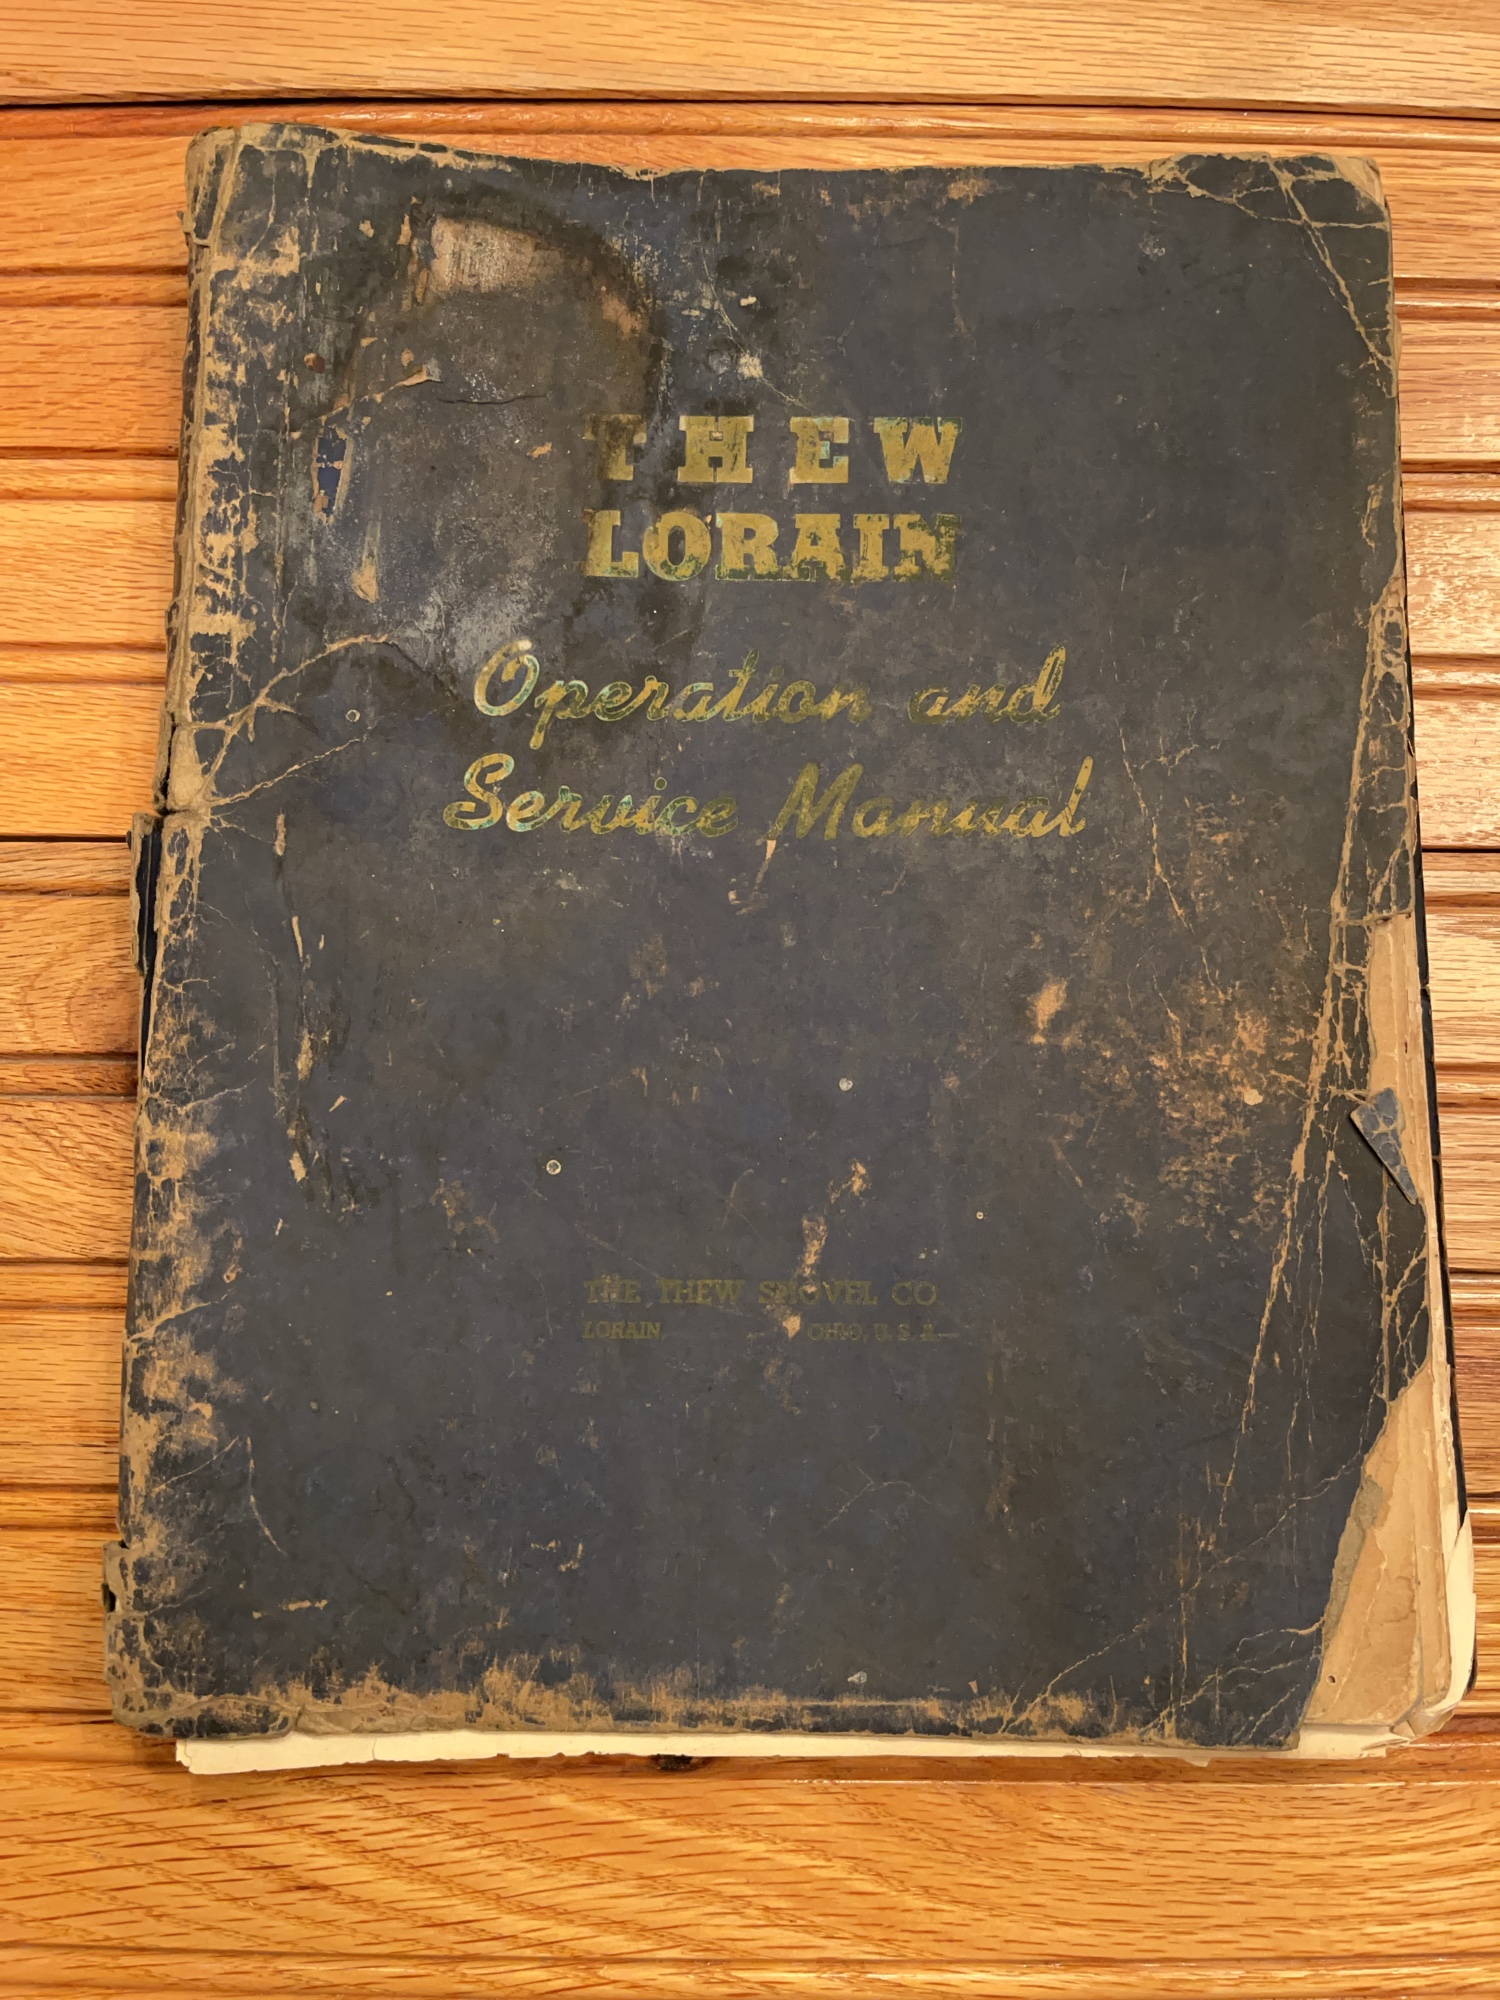 THEW
LORAIN
Operation and
Service Manual
THE THEW SHOVEL CO
LORAIN, OHIO, U. S. A.